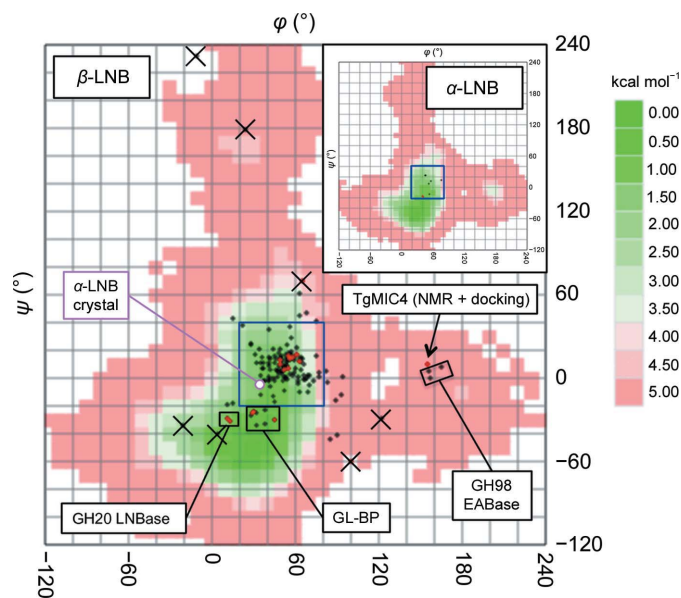 φ (°)
β-LNB
φ (°)
α-LNB
ψ (°)
240
180
120
60
0
−60
−120
−120
−60
0
60
120
180
240
240
180
120
60
0
−60
−120
kcal mol⁻¹
0.00
0.50
1.00
1.50
2.00
2.50
3.00
3.50
4.00
4.50
5.00
ψ (°)
α-LNB
crystal
TgMIC4 (NMR + docking)
GH20 LNBase
GL-BP
GH98
EABase
−120
−60
0
60
120
180
240